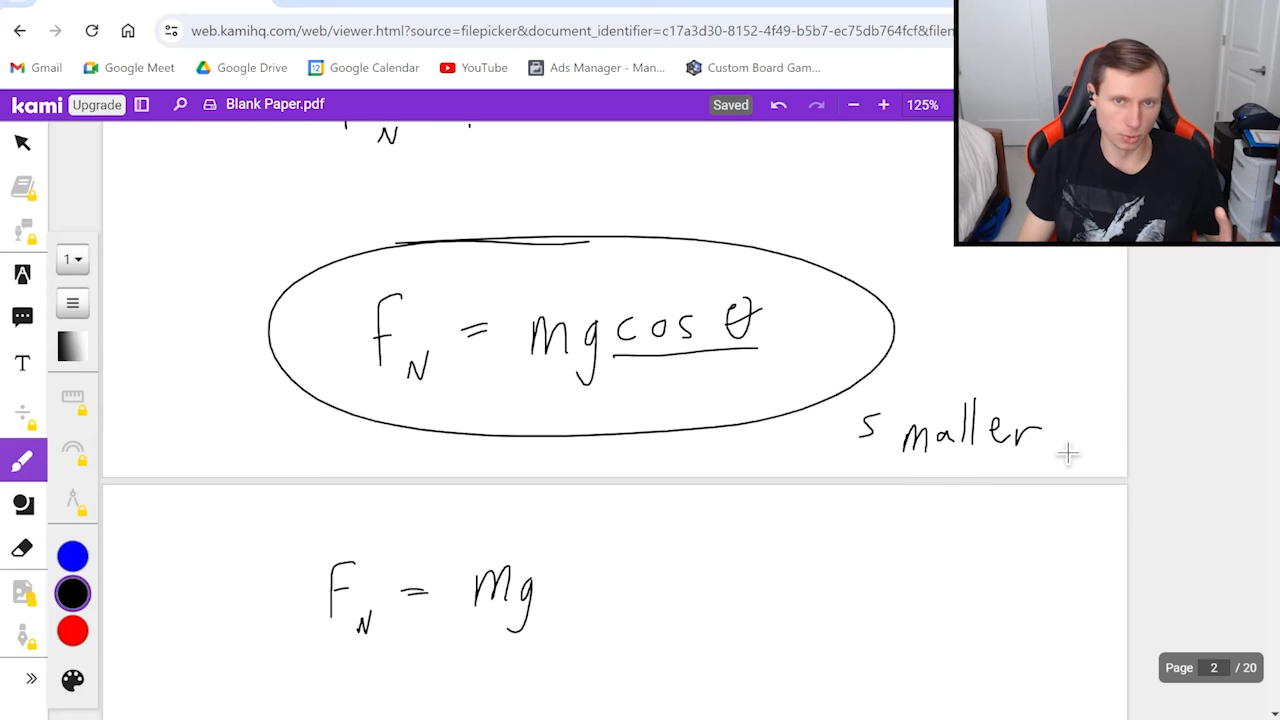 web.kamihq.com/web/viewer.html?source=filepicker&document_identifier=c17a3d30-8152-4f49-b5b7-ec75db764fcf&filen
Gmail Google Meet Google Drive 12 Google Calendar YouTube Ads Manager - Man... Custom Board Gam...
kami Upgrade Blank Paper.pdf Saved 125%
N
F_N = mg cos θ
smaller
F_N = mg
1
A
T
Page 2 / 20